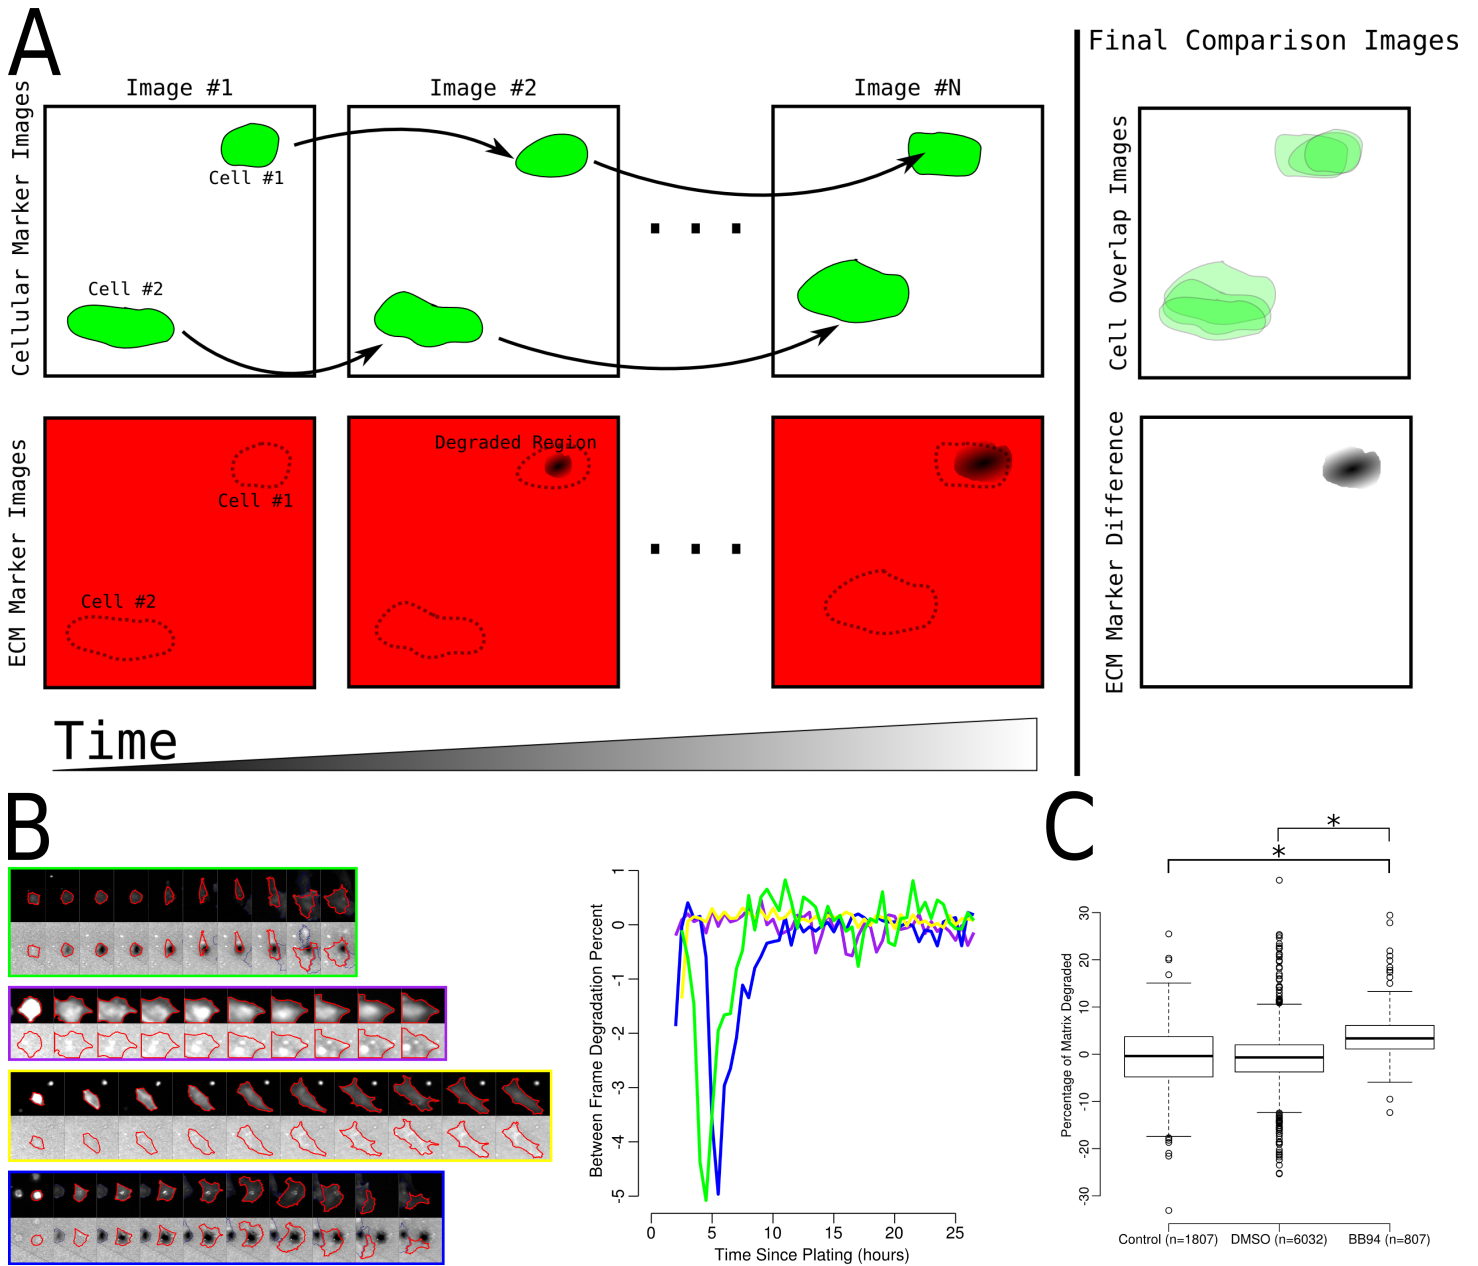 A
Final Comparison Images
Image #1
Image #2
Image #N
Cellular Marker Images
Cell #1
Cell #2
. . .
Cell Overlap Images
ECM Marker Images
Cell #1
Cell #2
Degraded Region
. . .
ECM Marker Difference
Time
B
Between Frame Degradation Percent
1
0
-1
-2
-3
-4
-5
0 5 10 15 20 25
Time Since Plating (hours)
C
*
*
Percentage of Matrix Degraded
30
20
10
0
-10
-20
-30
Control (n=1807) DMSO (n=6032) BB94 (n=807)